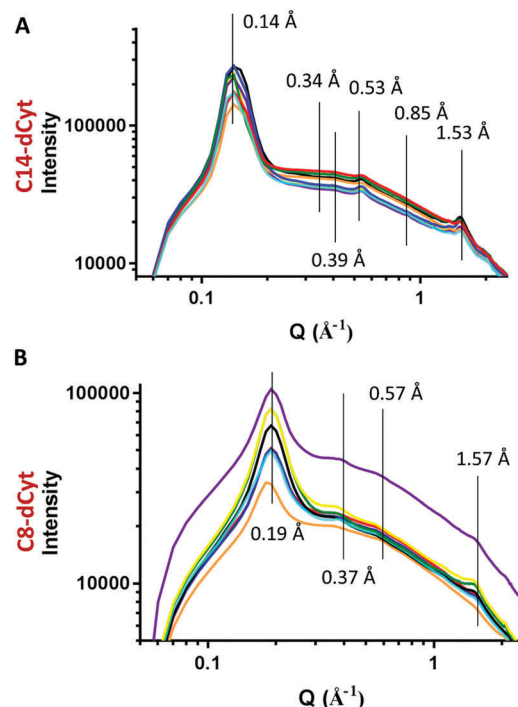 A
C14-dCyt
Intensity
100000
10000
0.14 Å
0.34 Å
0.53 Å
0.85 Å
1.53 Å
0.39 Å
0.1
1
Q (Å⁻¹)
B
C8-dCyt
Intensity
100000
10000
0.57 Å
1.57 Å
0.19 Å
0.37 Å
0.1
1
Q (Å⁻¹)